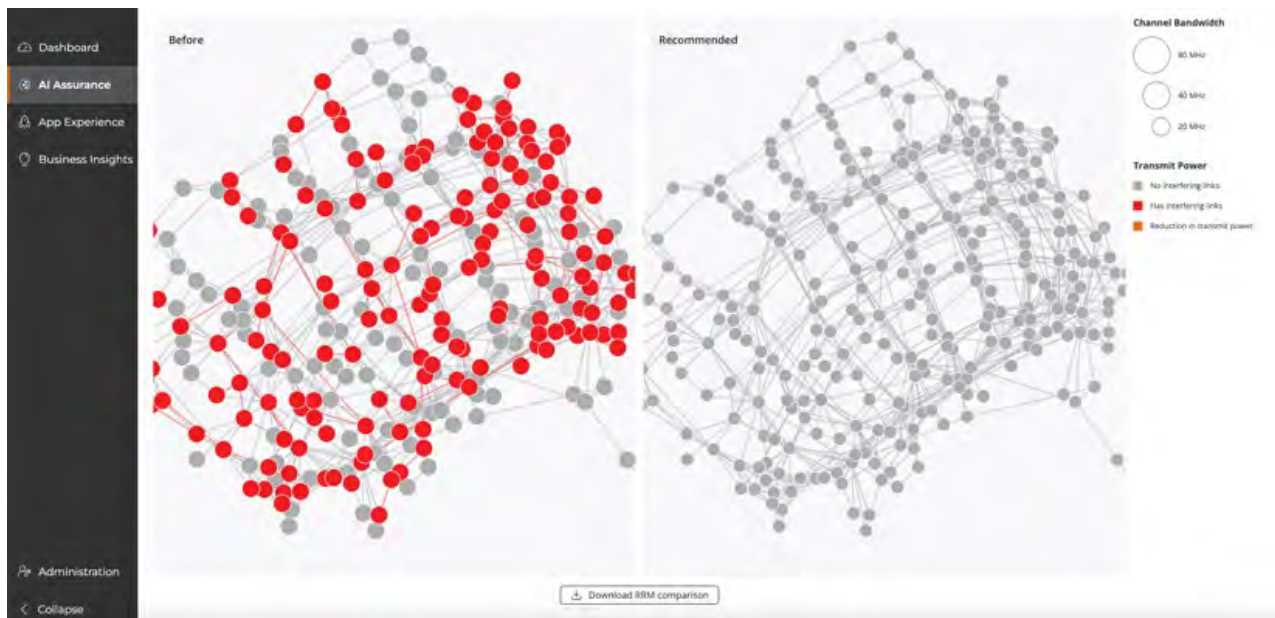 Dashboard
AI Assurance
App Experience
Business Insights
Administration
Collapse
Before
Recommended
Download RRM comparison
Channel Bandwidth
80 MHz
40 MHz
20 MHz
Transmit Power
No interfering links
Has interfering links
Reduction in transmit power